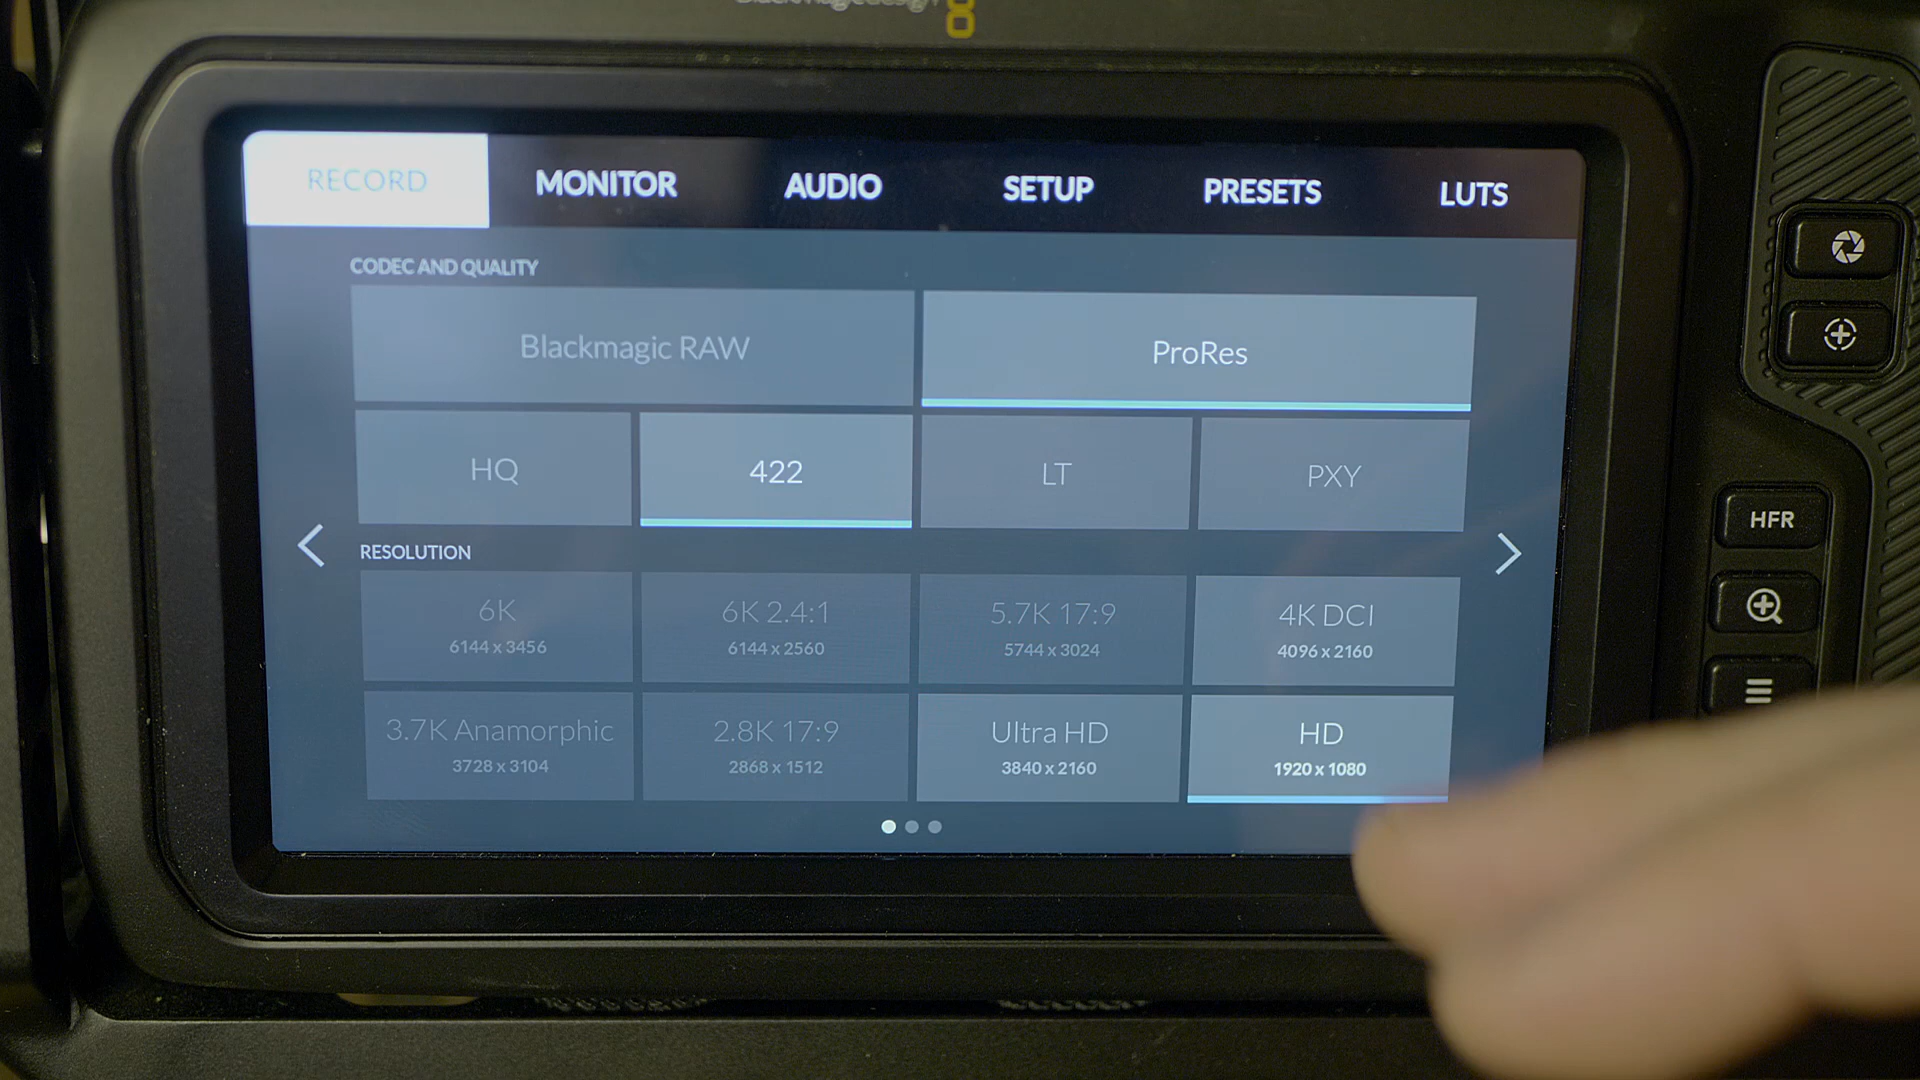 Blackmagicdesign
RECORD MONITOR AUDIO SETUP PRESETS LUTS
CODEC AND QUALITY
Blackmagic RAW ProRes
HQ 422 LT PXY
HFR
RESOLUTION
6K 6K 2.4:1 5.7K 17:9 4K DCI
6144 x 3456 6144 x 2560 5744 x 3024 4096 x 2160
3.7K Anamorphic 2.8K 17:9 Ultra HD HD
3728 x 3104 2868 x 1512 3840 x 2160 1920 x 1080